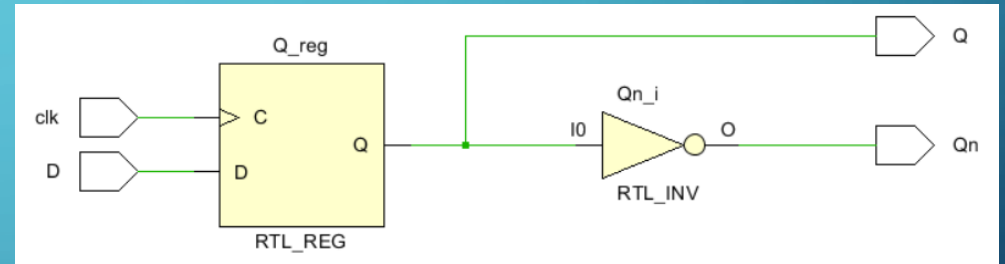 Q_reg
Q
Qn_i
clk
C
I0
O
Q
Qn
D
D
RTL_INV
RTL_REG